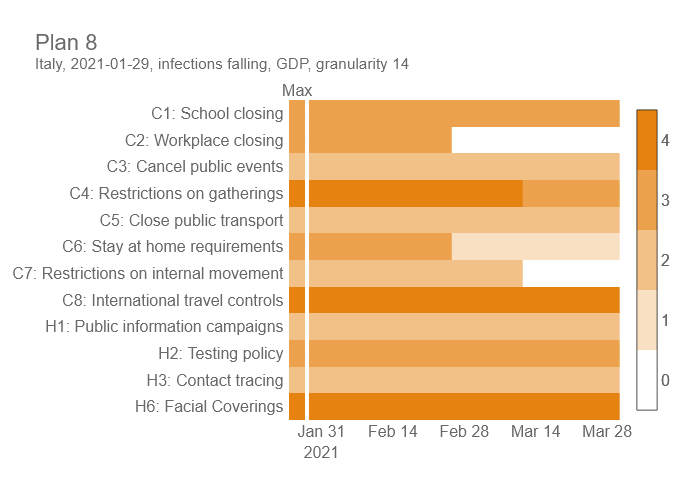 Plan 8
Italy, 2021-01-29, infections falling, GDP, granularity 14
Max
C1: School closing
C2: Workplace closing
C3: Cancel public events
C4: Restrictions on gatherings
C5: Close public transport
C6: Stay at home requirements
C7: Restrictions on internal movement
C8: International travel controls
H1: Public information campaigns
H2: Testing policy
H3: Contact tracing
H6: Facial Coverings
Jan 31 Feb 14 Feb 28 Mar 14 Mar 28
2021
4
3
2
1
0